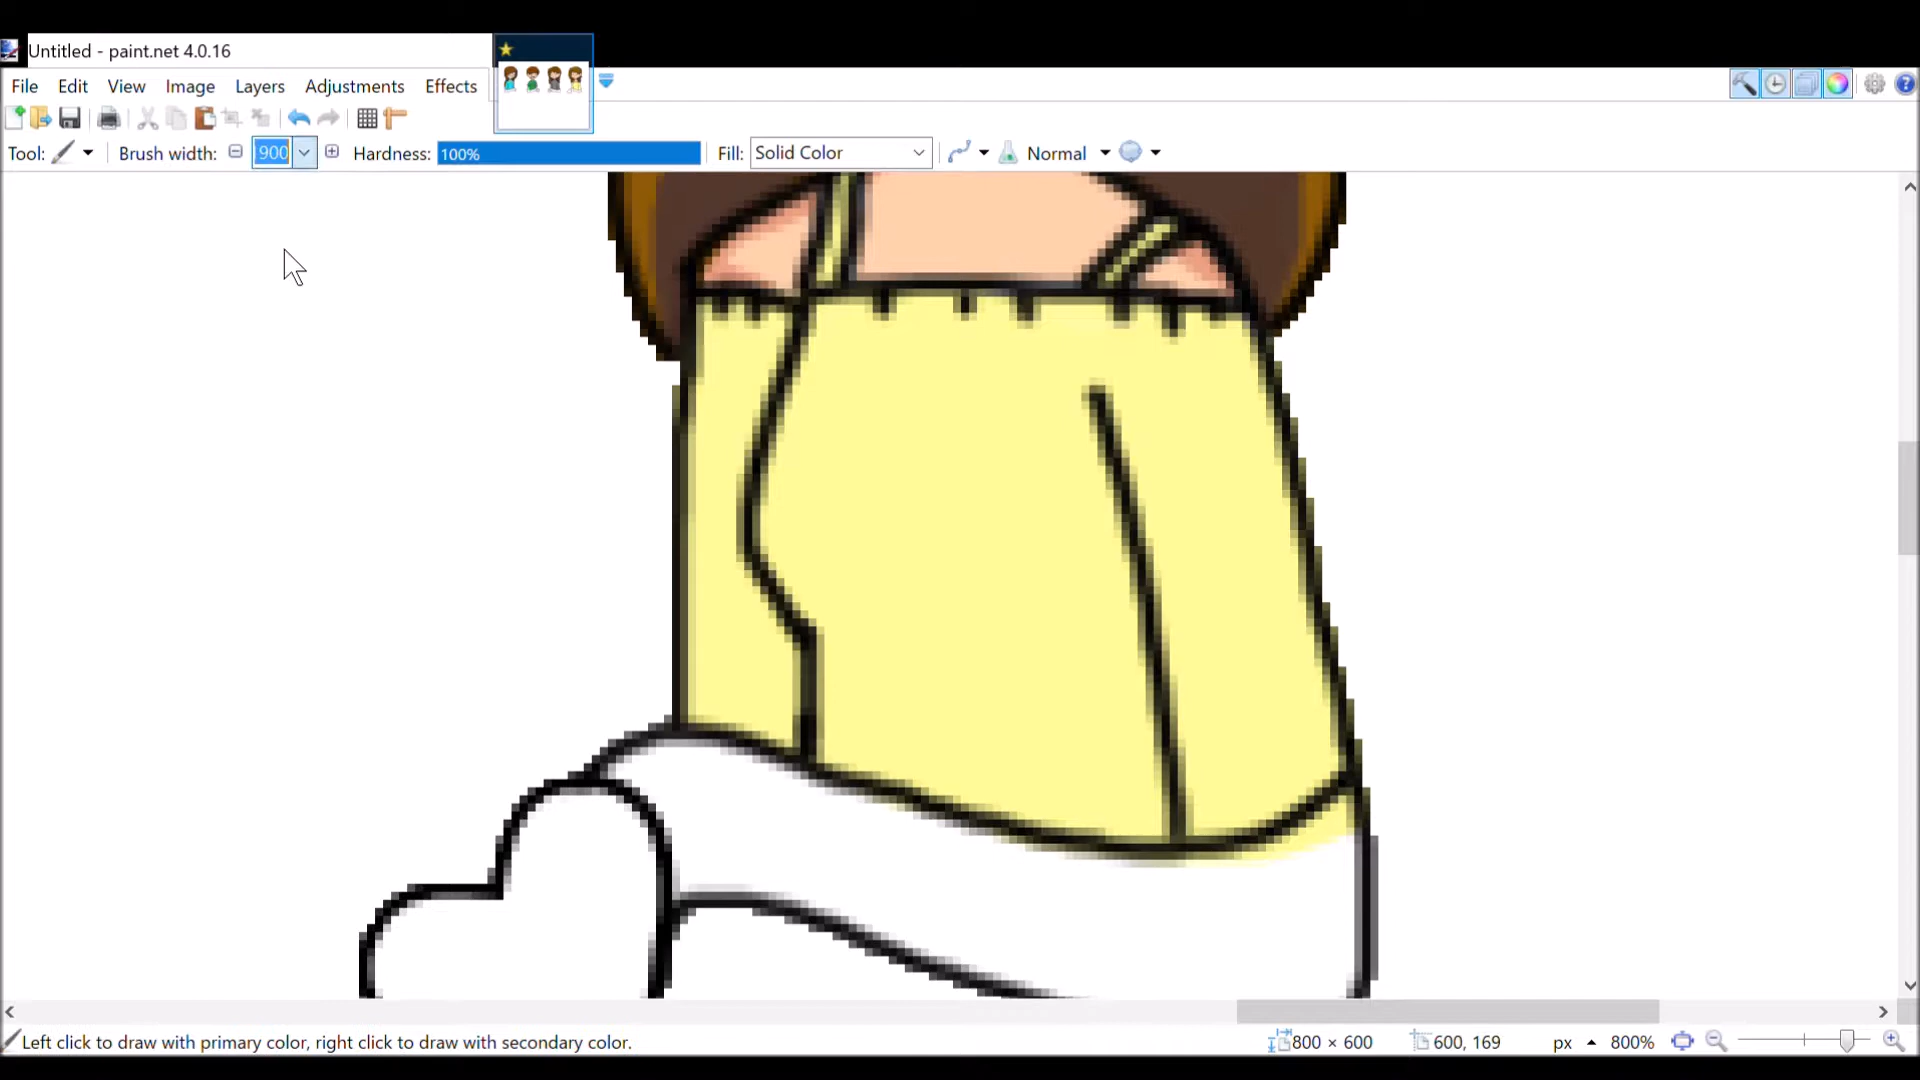 Untitled - paint.net 4.0.16
File Edit View Image Layers Adjustments Effects
Tool: Brush width: 900 Hardness: 100% Fill: Solid Color Normal
Left click to draw with primary color, right click to draw with secondary color. 800 × 600 600, 169 px 800%